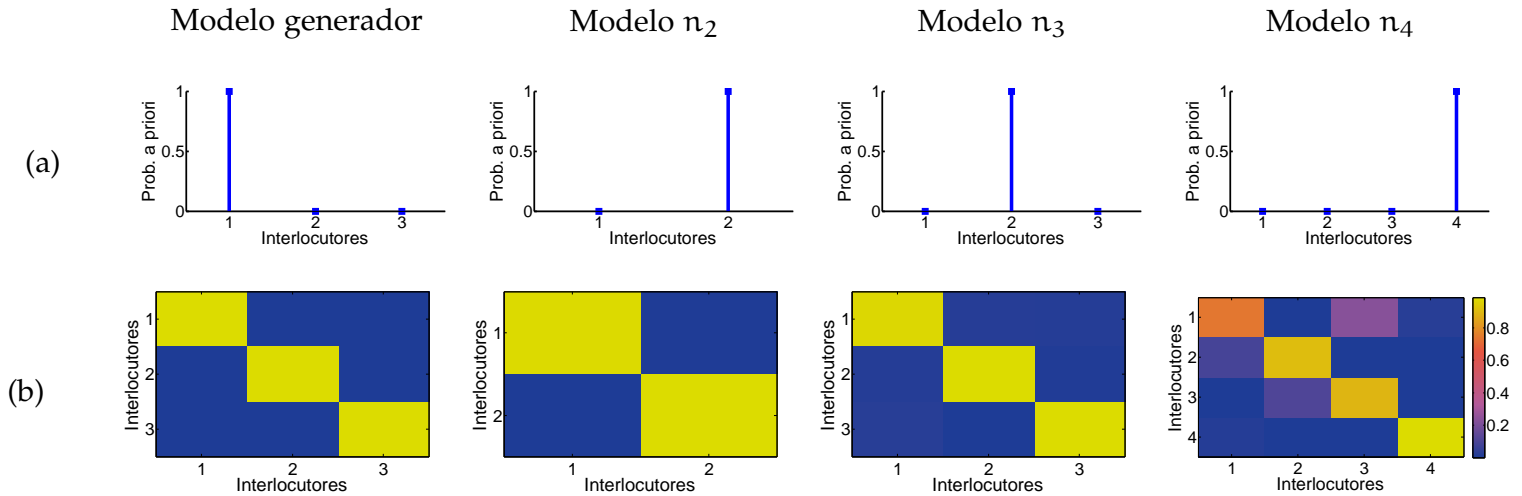 Modelo generador
Modelo n₂
Modelo n₃
Modelo n₄
(a)
Prob. a priori
1
0.5
0
1 2 3
Interlocutores
Prob. a priori
1
0.5
0
1 2
Interlocutores
Prob. a priori
1
0.5
0
1 2 3
Interlocutores
Prob. a priori
1
0.5
0
1 2 3 4
Interlocutores
(b)
Interlocutores
1
2
3
1 2 3
Interlocutores
Interlocutores
1
2
1 2
Interlocutores
Interlocutores
1
2
3
1 2 3
Interlocutores
Interlocutores
1
2
3
4
1 2 3 4
Interlocutores
0.8
0.6
0.4
0.2